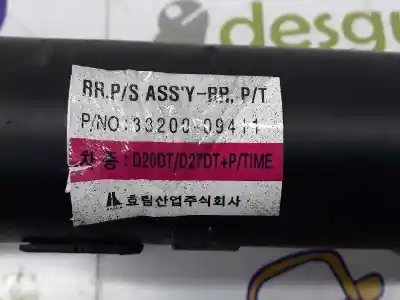 RR.P/S ASS'Y-RR., P/T
P/NO: 33200-09411
차 종 : D20DT/D27DT+P/TIME
효림산업주식회사
desgu